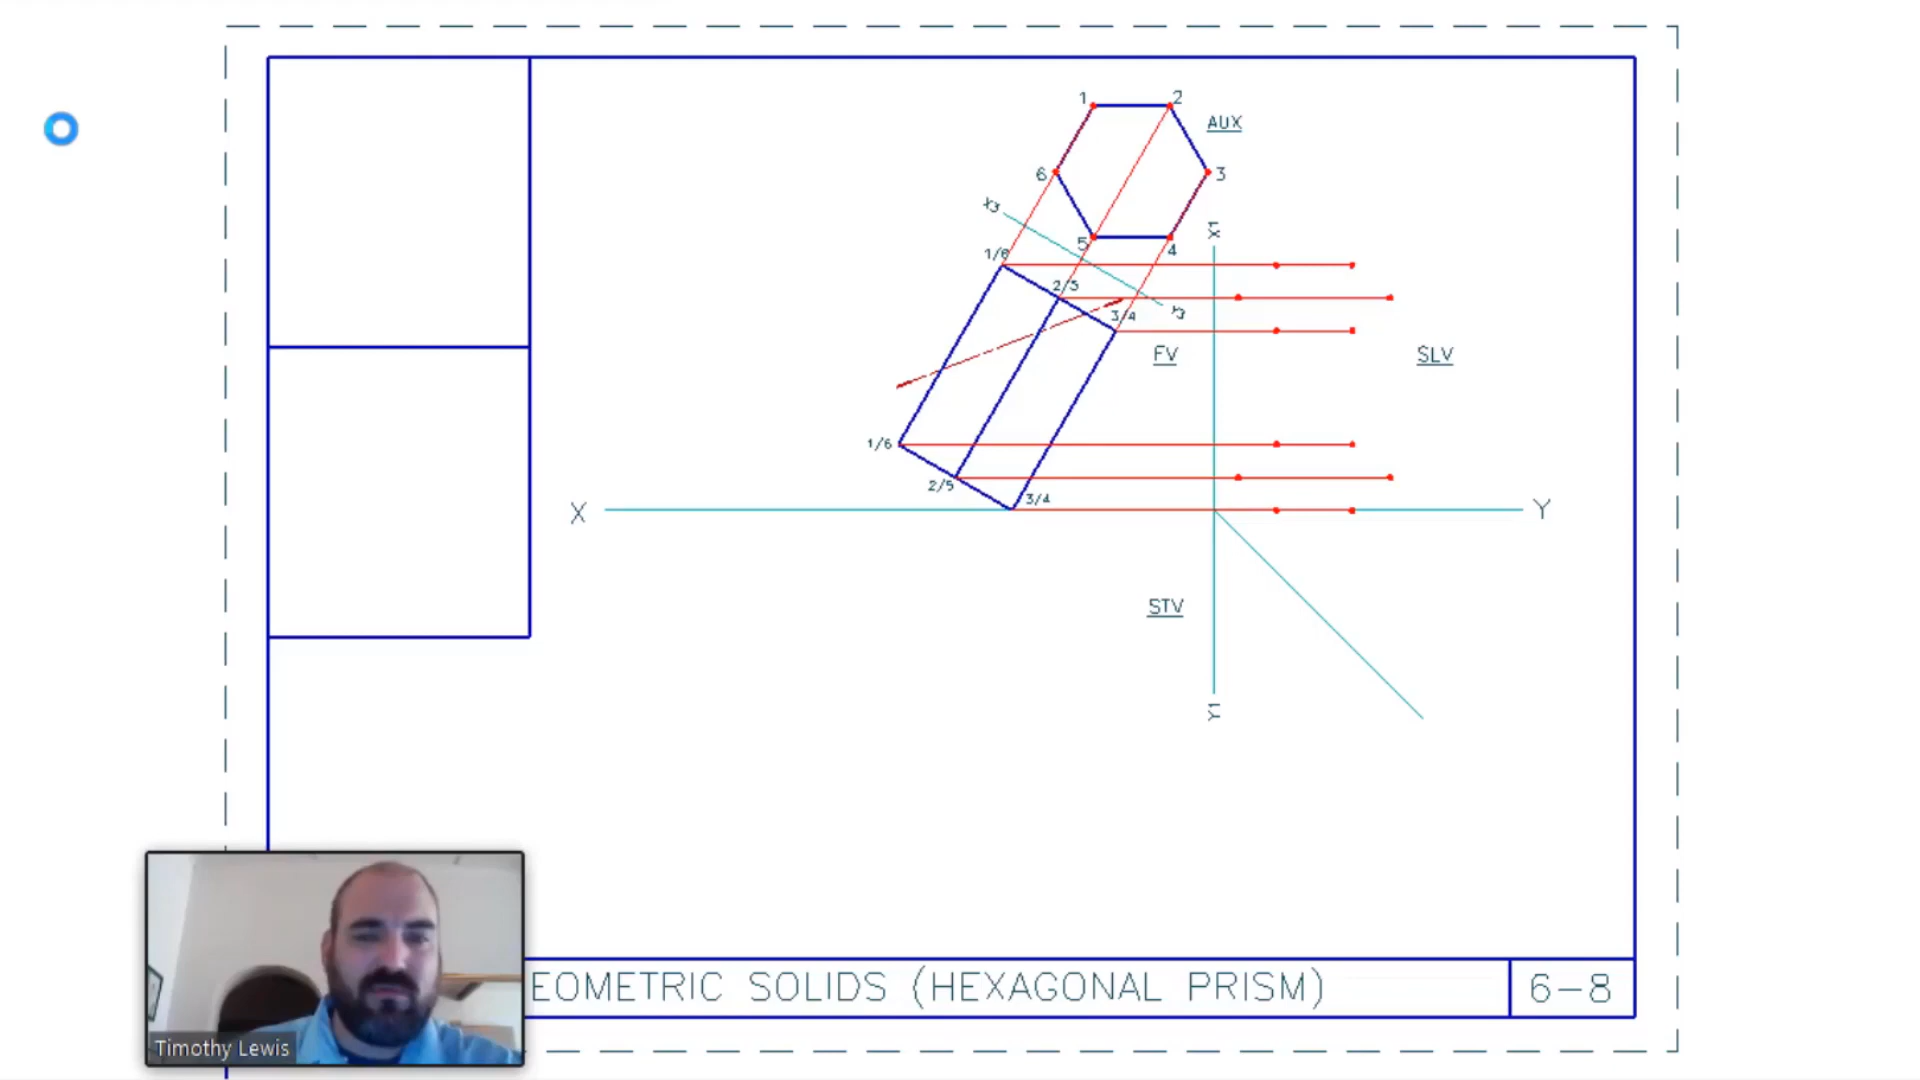 1
2
AUX
6
3
X3
X1
5
4
1/6
2/5
Y3
3/4
FV
SLV
1/6
2/5
3/4
X
Y
STV
Y1
EOMETRIC SOLIDS (HEXAGONAL PRISM)
6-8
Timothy Lewis